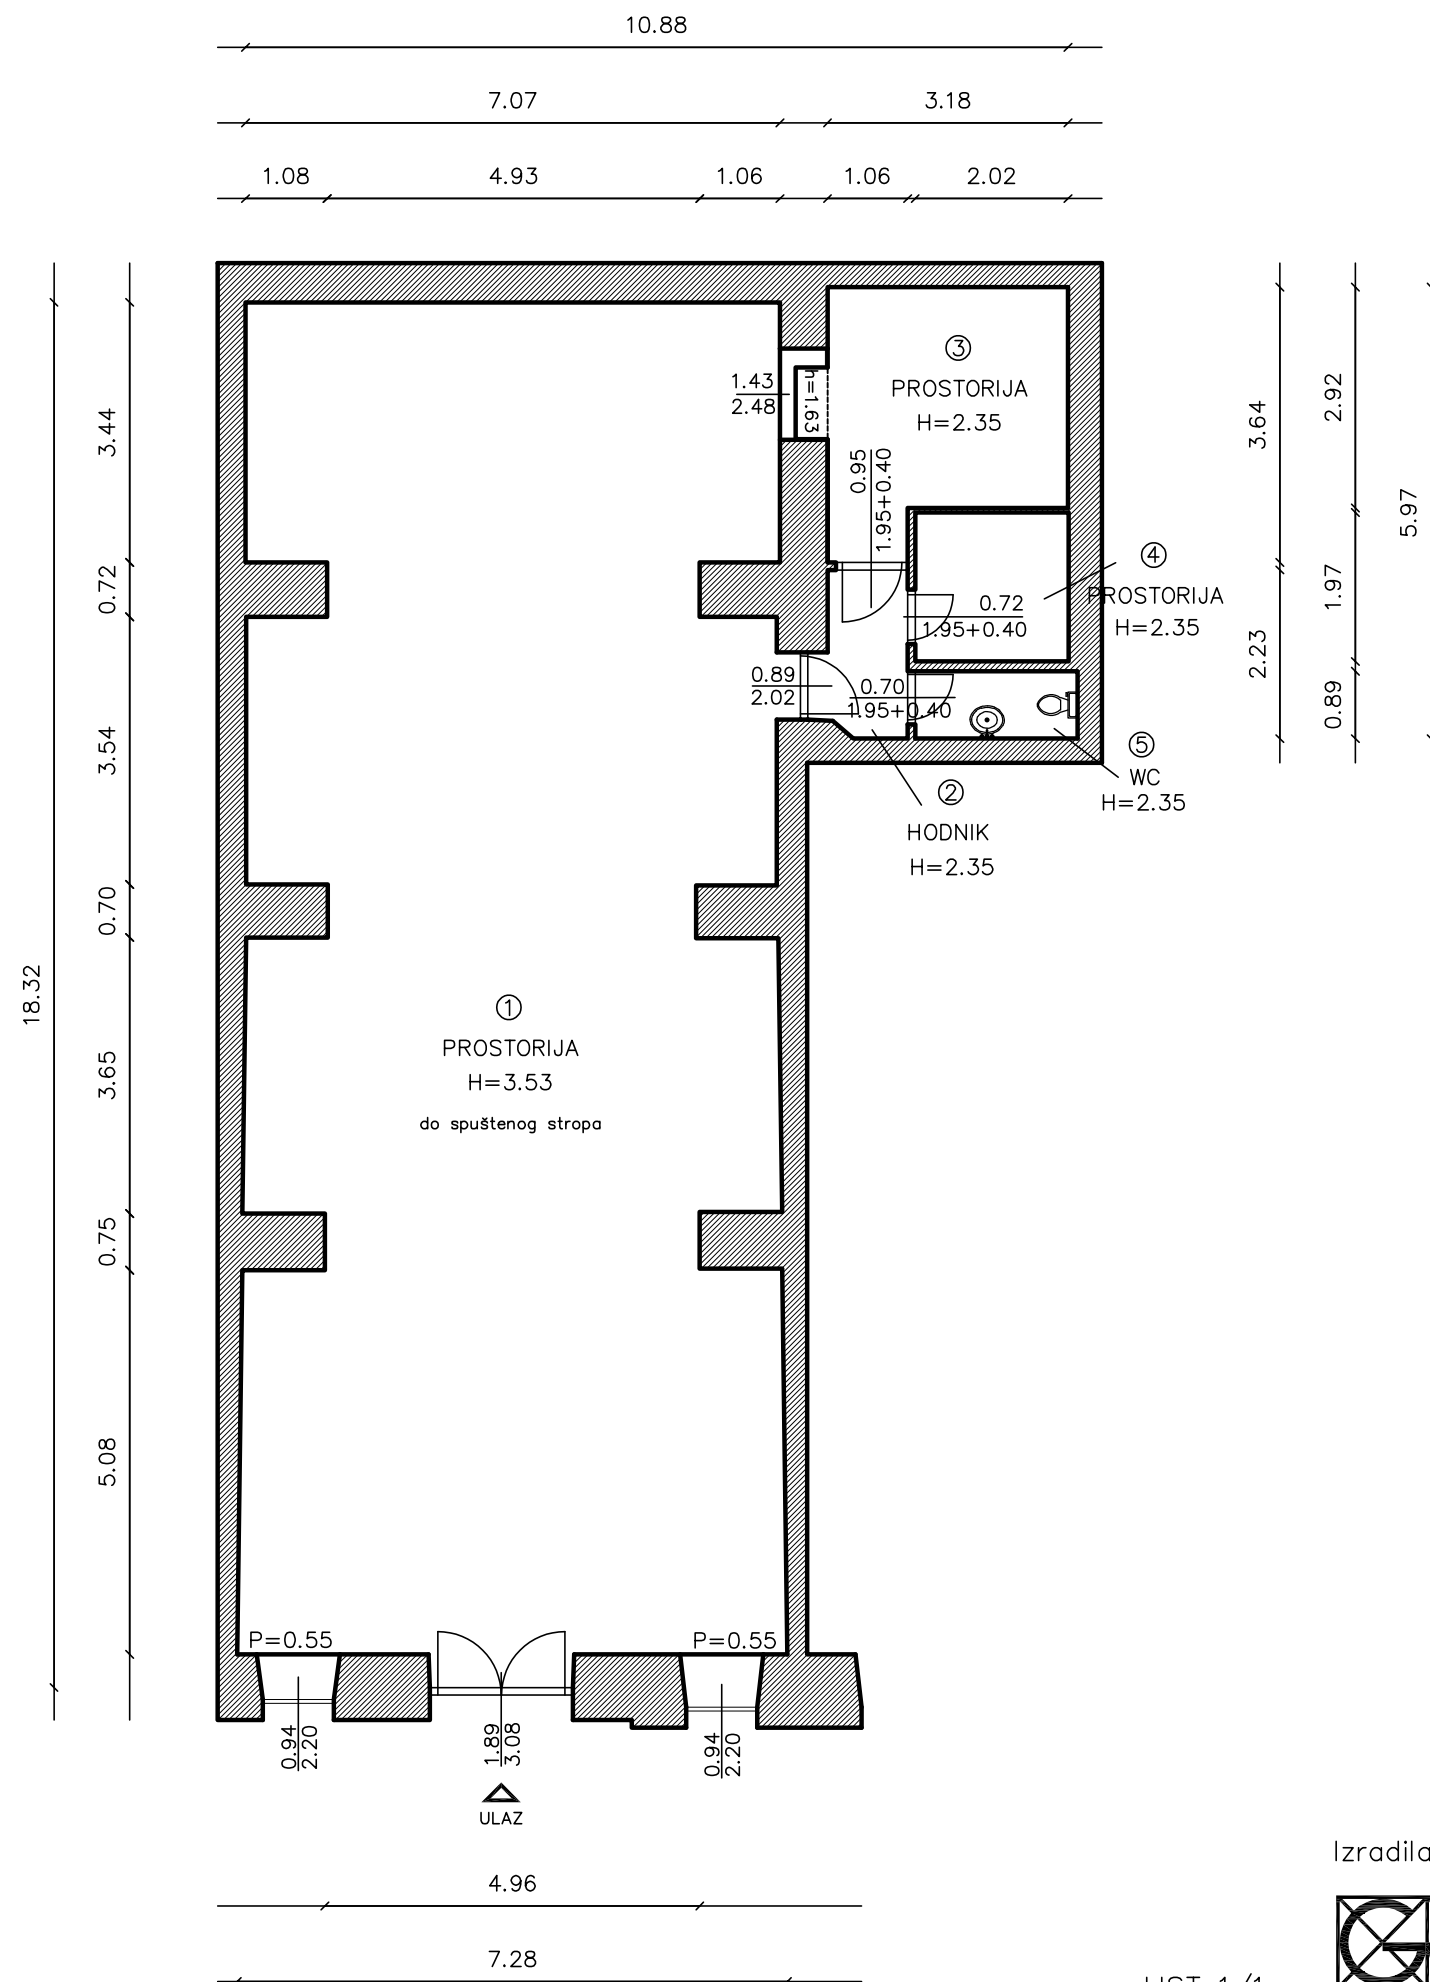 10.88
7.07 3.18
1.08 4.93 1.06 1.06 2.02
③
PROSTORIJA
H=2.35
1.43
2.48
h=1.63
0.95
1.95+0.40
3.44
0.72
3.54
0.70
3.65
0.75
5.08
18.32
3.64
2.23
2.92
1.97
0.89
5.97
④
PROSTORIJA
H=2.35
0.72
1.95+0.40
0.89
2.02
0.70
1.95+0.40
⑤
WC
H=2.35
②
HODNIK
H=2.35
①
PROSTORIJA
H=3.53
do spuštenog stropa
P=0.55 P=0.55
0.94
2.20
1.89
3.08
0.94
2.20
ULAZ
Izradila
4.96
7.28
G